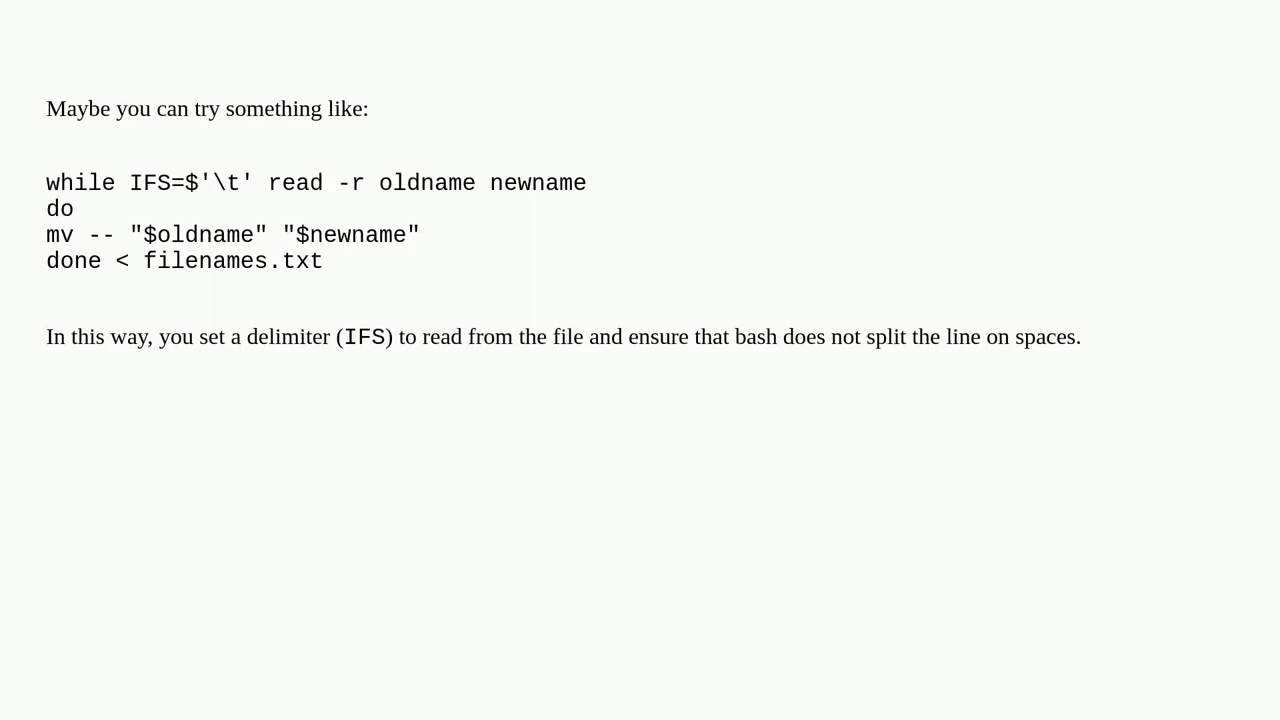 Maybe you can try something like:
while IFS=$'\t' read -r oldname newname
do
mv -- "$oldname" "$newname"
done < filenames.txt
In this way, you set a delimiter (IFS) to read from the file and ensure that bash does not split the line on spaces.